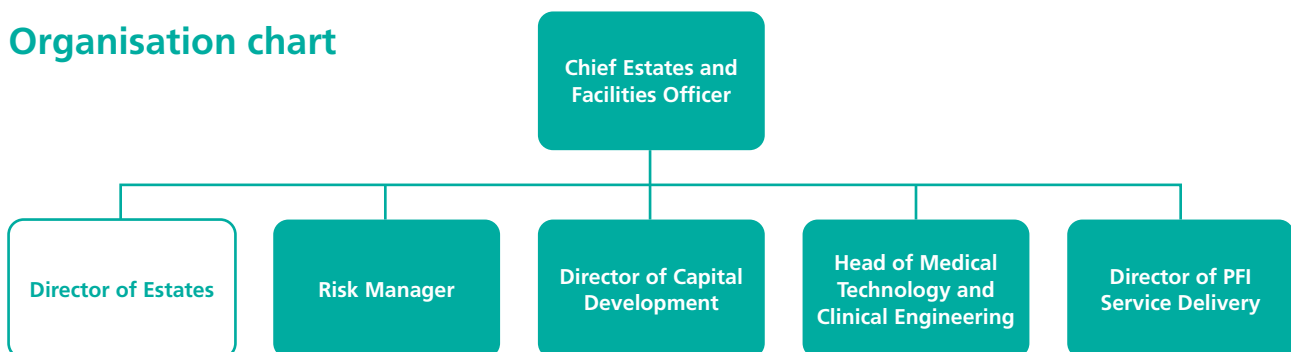 Organisation chart
Chief Estates and
Facilities Officer
Director of Estates
Risk Manager
Director of Capital
Development
Head of Medical
Technology and
Clinical Engineering
Director of PFI
Service Delivery